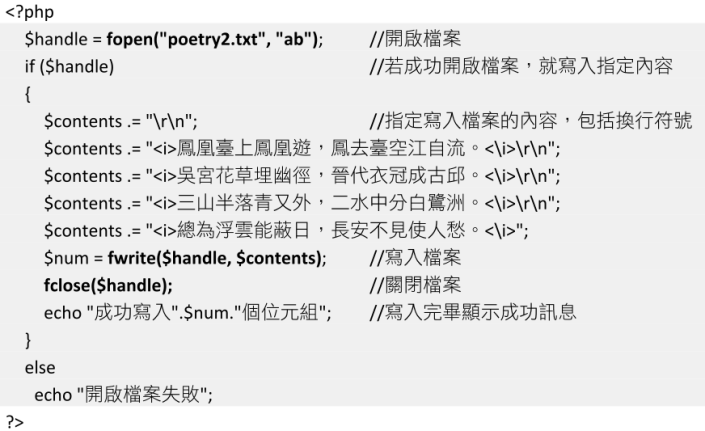 <?php
$handle = fopen("poetry2.txt", "ab"); //開啟檔案
if ($handle) //若成功開啟檔案，就寫入指定內容
{
$contents .= "\r\n"; //指定寫入檔案的內容，包括換行符號
$contents .= "<i>鳳凰臺上鳳凰遊，鳳去臺空江自流。<\i>\r\n";
$contents .= "<i>吳宮花草埋幽徑，晉代衣冠成古邱。<\i>\r\n";
$contents .= "<i>三山半落青又外，二水中分白鷺洲。<\i>\r\n";
$contents .= "<i>總為浮雲能蔽日，長安不見使人愁。<\i>";
$num = fwrite($handle, $contents); //寫入檔案
fclose($handle); //關閉檔案
echo "成功寫入".$num."個位元組"; //寫入完畢顯示成功訊息
}
else
echo "開啟檔案失敗";
?>